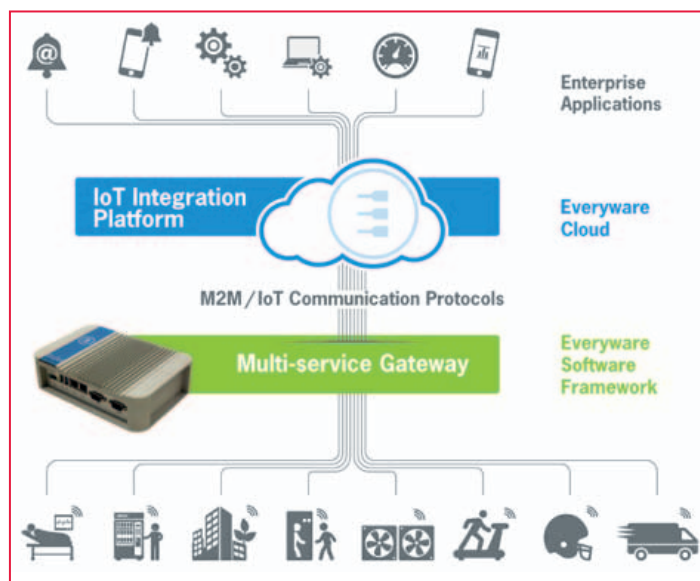 @
Enterprise
Applications
IoT Integration
Platform
Everyware
Cloud
M2M/IoT Communication Protocols
Multi-service Gateway
Everyware
Software
Framework